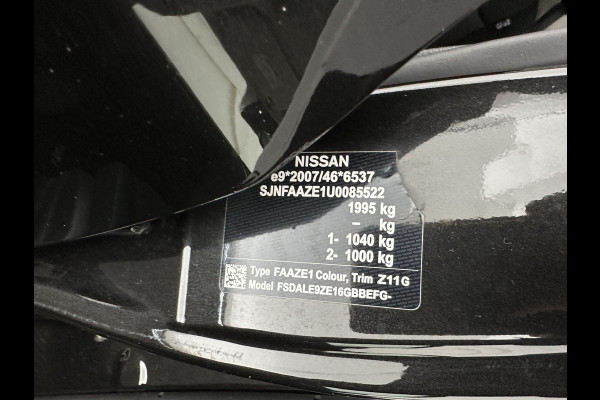 NISSAN
e9*2007/46*6537
SJNFAAZE1U0085522
1995 kg
– kg
1- 1040 kg
2- 1000 kg
Type FAAZE1 Colour, Trim Z11G
Model FSDALE9ZE16GBBEFG-